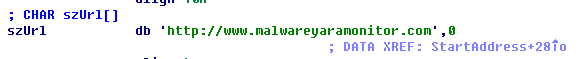 ; CHAR szUrl[]
szUrl db 'http://www.malwareyaramonitor.com',0
; DATA XREF: StartAddress+28↑o